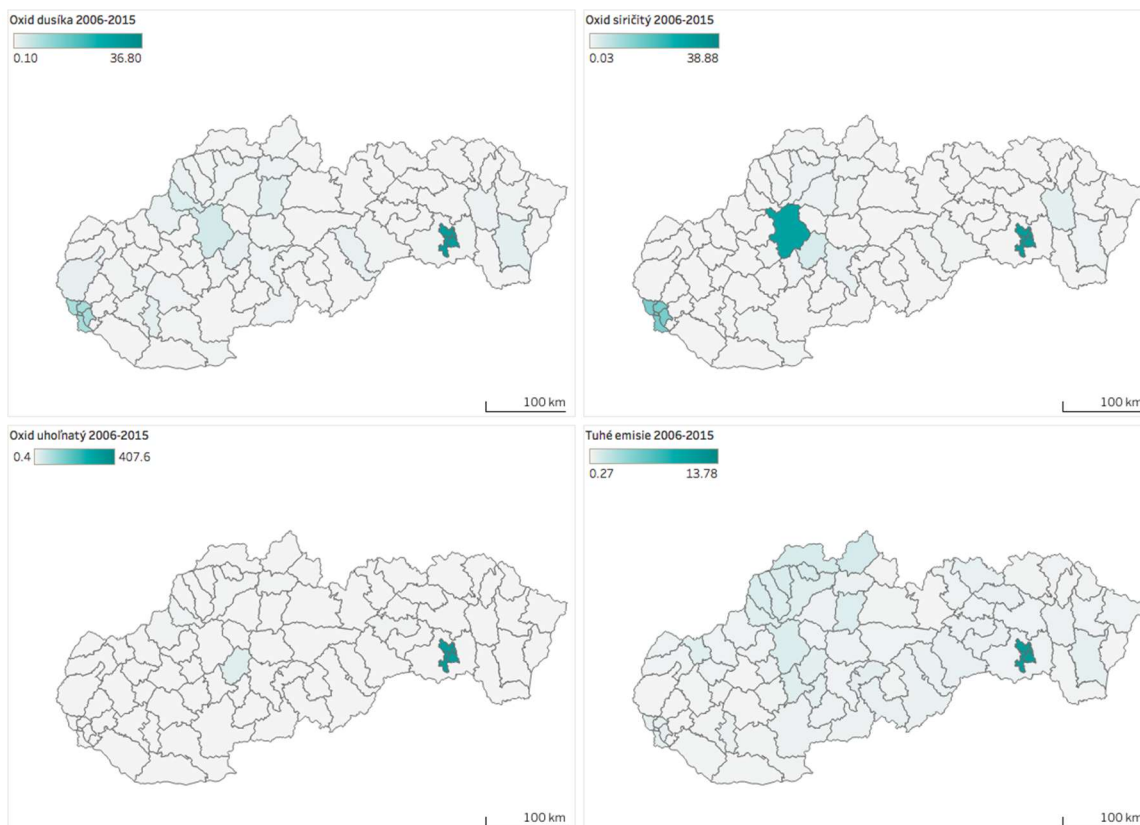 Oxid dusíka 2006-2015
0.10 36.80
100 km
Oxid siričitý 2006-2015
0.03 38.88
100 km
Oxid uhoľnatý 2006-2015
0.4 407.6
100 km
Tuhé emisie 2006-2015
0.27 13.78
100 km